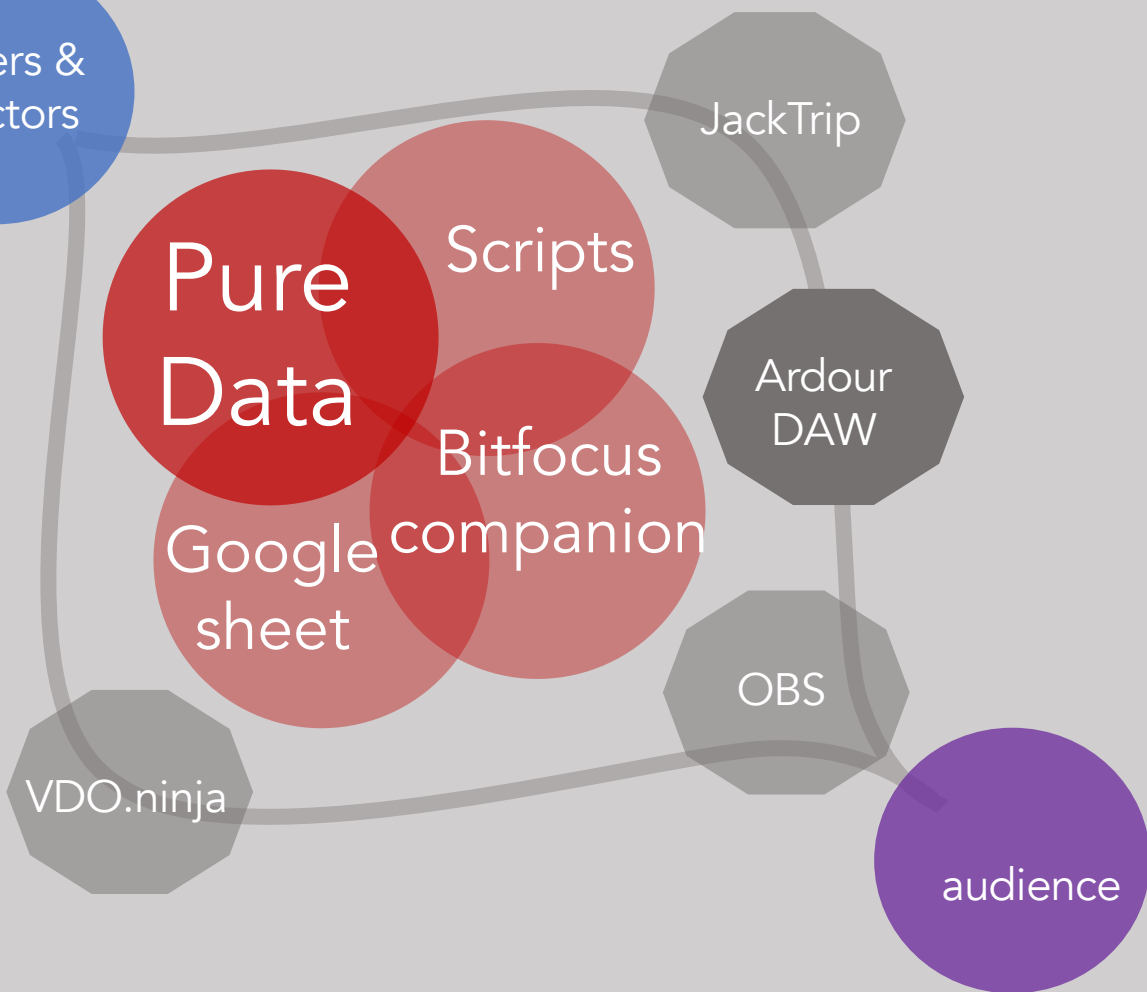 ers &
ctors
JackTrip
Scripts
Pure
Data
Ardour
DAW
Bitfocus
companion
Google
sheet
OBS
VDO.ninja
audience